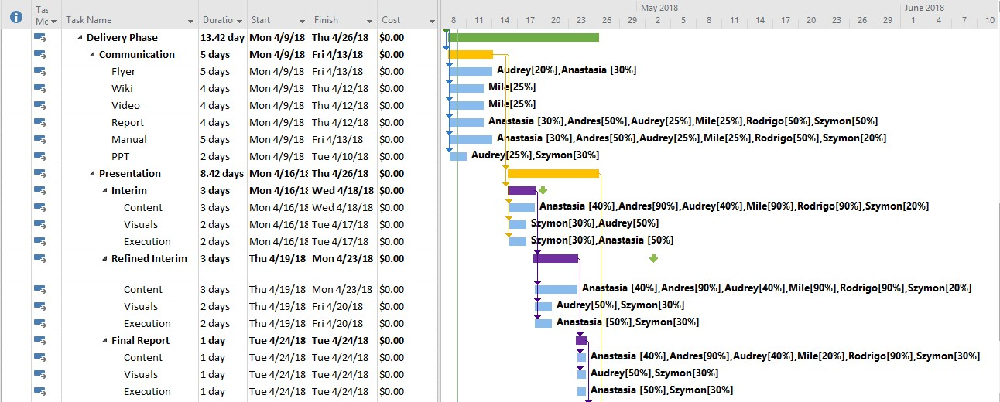 May 2018 June 2018
Tas Mc Task Name Duratio Start Finish Cost 8 11 14 17 20 23 26 29 2 5 8 11 14 17 20 23 26 29 1 4 7 10
Delivery Phase 13.42 day Mon 4/9/18 Thu 4/26/18 $0.00
Communication 5 days Mon 4/9/18 Fri 4/13/18 $0.00
Flyer 5 days Mon 4/9/18 Fri 4/13/18 $0.00 Audrey[20%],Anastasia [30%]
Wiki 4 days Mon 4/9/18 Thu 4/12/18 $0.00 Mile[25%]
Video 4 days Mon 4/9/18 Thu 4/12/18 $0.00 Mile[25%]
Report 4 days Mon 4/9/18 Thu 4/12/18 $0.00 Anastasia [30%],Andres[50%],Audrey[25%],Mile[25%],Rodrigo[50%],Szymon[50%]
Manual 5 days Mon 4/9/18 Fri 4/13/18 $0.00 Anastasia [30%],Andres[50%],Audrey[25%],Mile[25%],Rodrigo[50%],Szymon[20%]
PPT 2 days Mon 4/9/18 Tue 4/10/18 $0.00 Audrey[25%],Szymon[30%]
Presentation 8.42 days Mon 4/16/18 Thu 4/26/18 $0.00
Interim 3 days Mon 4/16/18 Wed 4/18/18 $0.00
Content 3 days Mon 4/16/18 Wed 4/18/18 $0.00 Anastasia [40%],Andres[90%],Audrey[40%],Mile[90%],Rodrigo[90%],Szymon[20%]
Visuals 2 days Mon 4/16/18 Tue 4/17/18 $0.00 Szymon[30%],Audrey[50%]
Execution 2 days Mon 4/16/18 Tue 4/17/18 $0.00 Szymon[30%],Anastasia [50%]
Refined Interim 3 days Thu 4/19/18 Mon 4/23/18 $0.00
Content 3 days Thu 4/19/18 Mon 4/23/18 $0.00 Anastasia [40%],Andres[90%],Audrey[40%],Mile[90%],Rodrigo[90%],Szymon[20%]
Visuals 2 days Thu 4/19/18 Fri 4/20/18 $0.00 Audrey[50%],Szymon[30%]
Execution 2 days Thu 4/19/18 Fri 4/20/18 $0.00 Anastasia [50%],Szymon[30%]
Final Report 1 day Tue 4/24/18 Tue 4/24/18 $0.00
Content 1 day Tue 4/24/18 Tue 4/24/18 $0.00 Anastasia [40%],Andres[90%],Audrey[40%],Mile[20%],Rodrigo[90%],Szymon[30%]
Visuals 1 day Tue 4/24/18 Tue 4/24/18 $0.00 Audrey[50%],Szymon[30%]
Execution 1 day Tue 4/24/18 Tue 4/24/18 $0.00 Anastasia [50%],Szymon[30%]